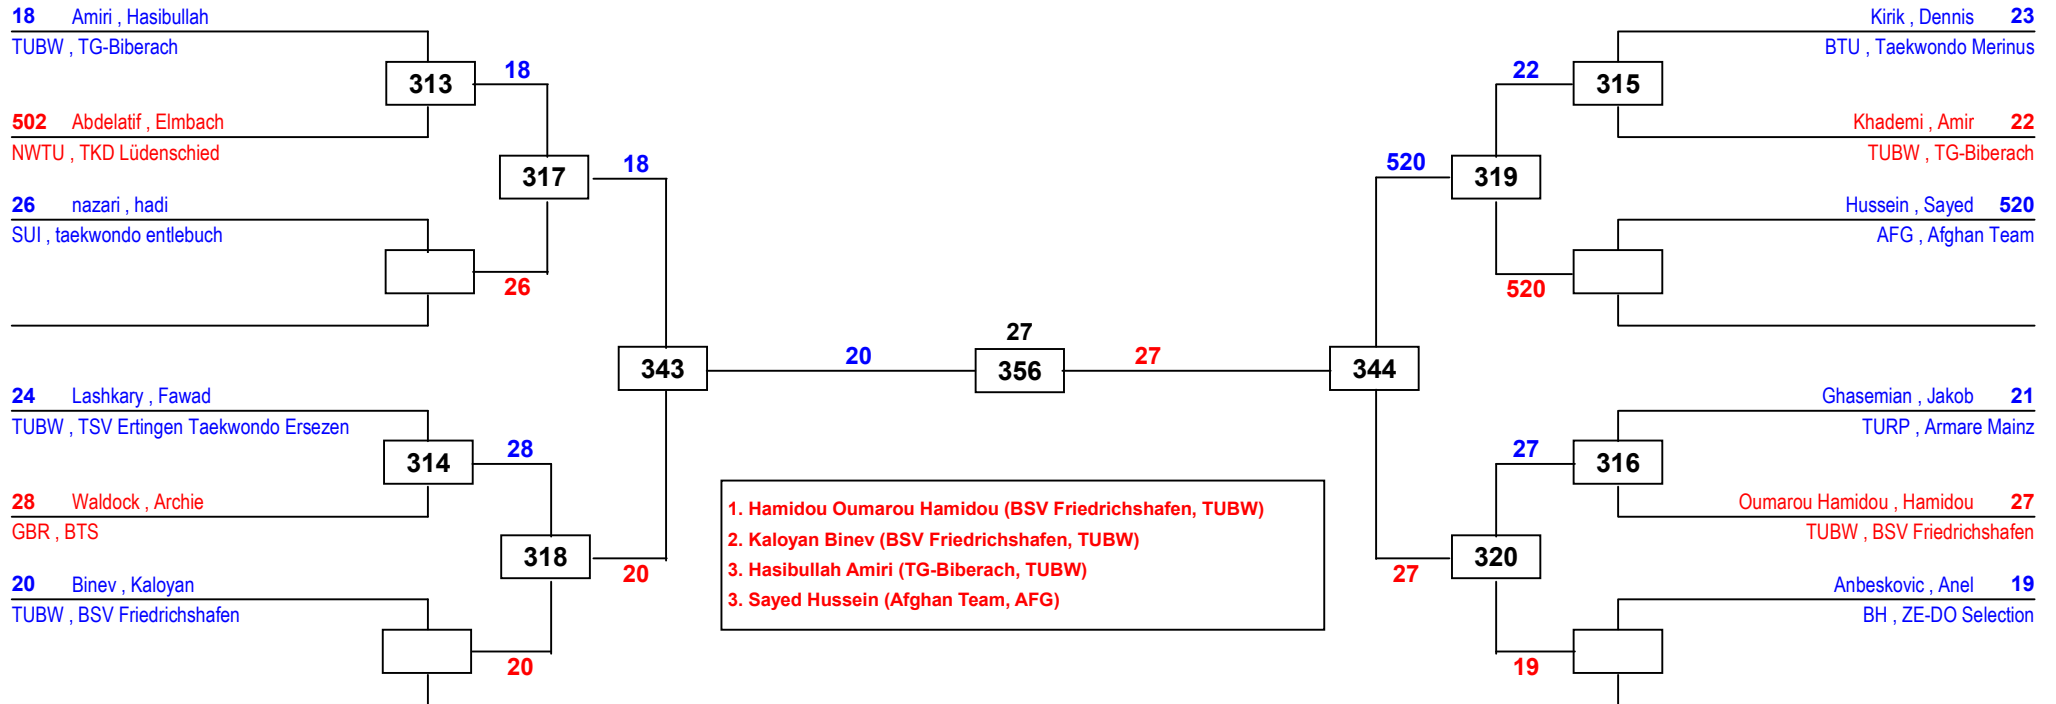 18 Amiri , Hasibullah
TUBW , TG-Biberach
313
18
502 Abdelatif , Elmbach
NWTU , TKD Lüdenschied
317
18
26 nazari , hadi
SUI , taekwondo entlebuch
26
343
20
24 Lashkary , Fawad
TUBW , TSV Ertingen Taekwondo Ersezen
314
28
28 Waldock , Archie
GBR , BTS
318
20
20 Binev , Kaloyan
TUBW , BSV Friedrichshafen
20
27
356
27
1. Hamidou Oumarou Hamidou (BSV Friedrichshafen, TUBW)
2. Kaloyan Binev (BSV Friedrichshafen, TUBW)
3. Hasibullah Amiri (TG-Biberach, TUBW)
3. Sayed Hussein (Afghan Team, AFG)
Kirik , Dennis 23
BTU , Taekwondo Merinus
22
315
Khademi , Amir 22
TUBW , TG-Biberach
520
319
Hussein , Sayed 520
AFG , Afghan Team
520
344
Ghasemian , Jakob 21
TURP , Armare Mainz
27
316
Oumarou Hamidou , Hamidou 27
TUBW , BSV Friedrichshafen
320
27
Anbeskovic , Anel 19
BH , ZE-DO Selection
19